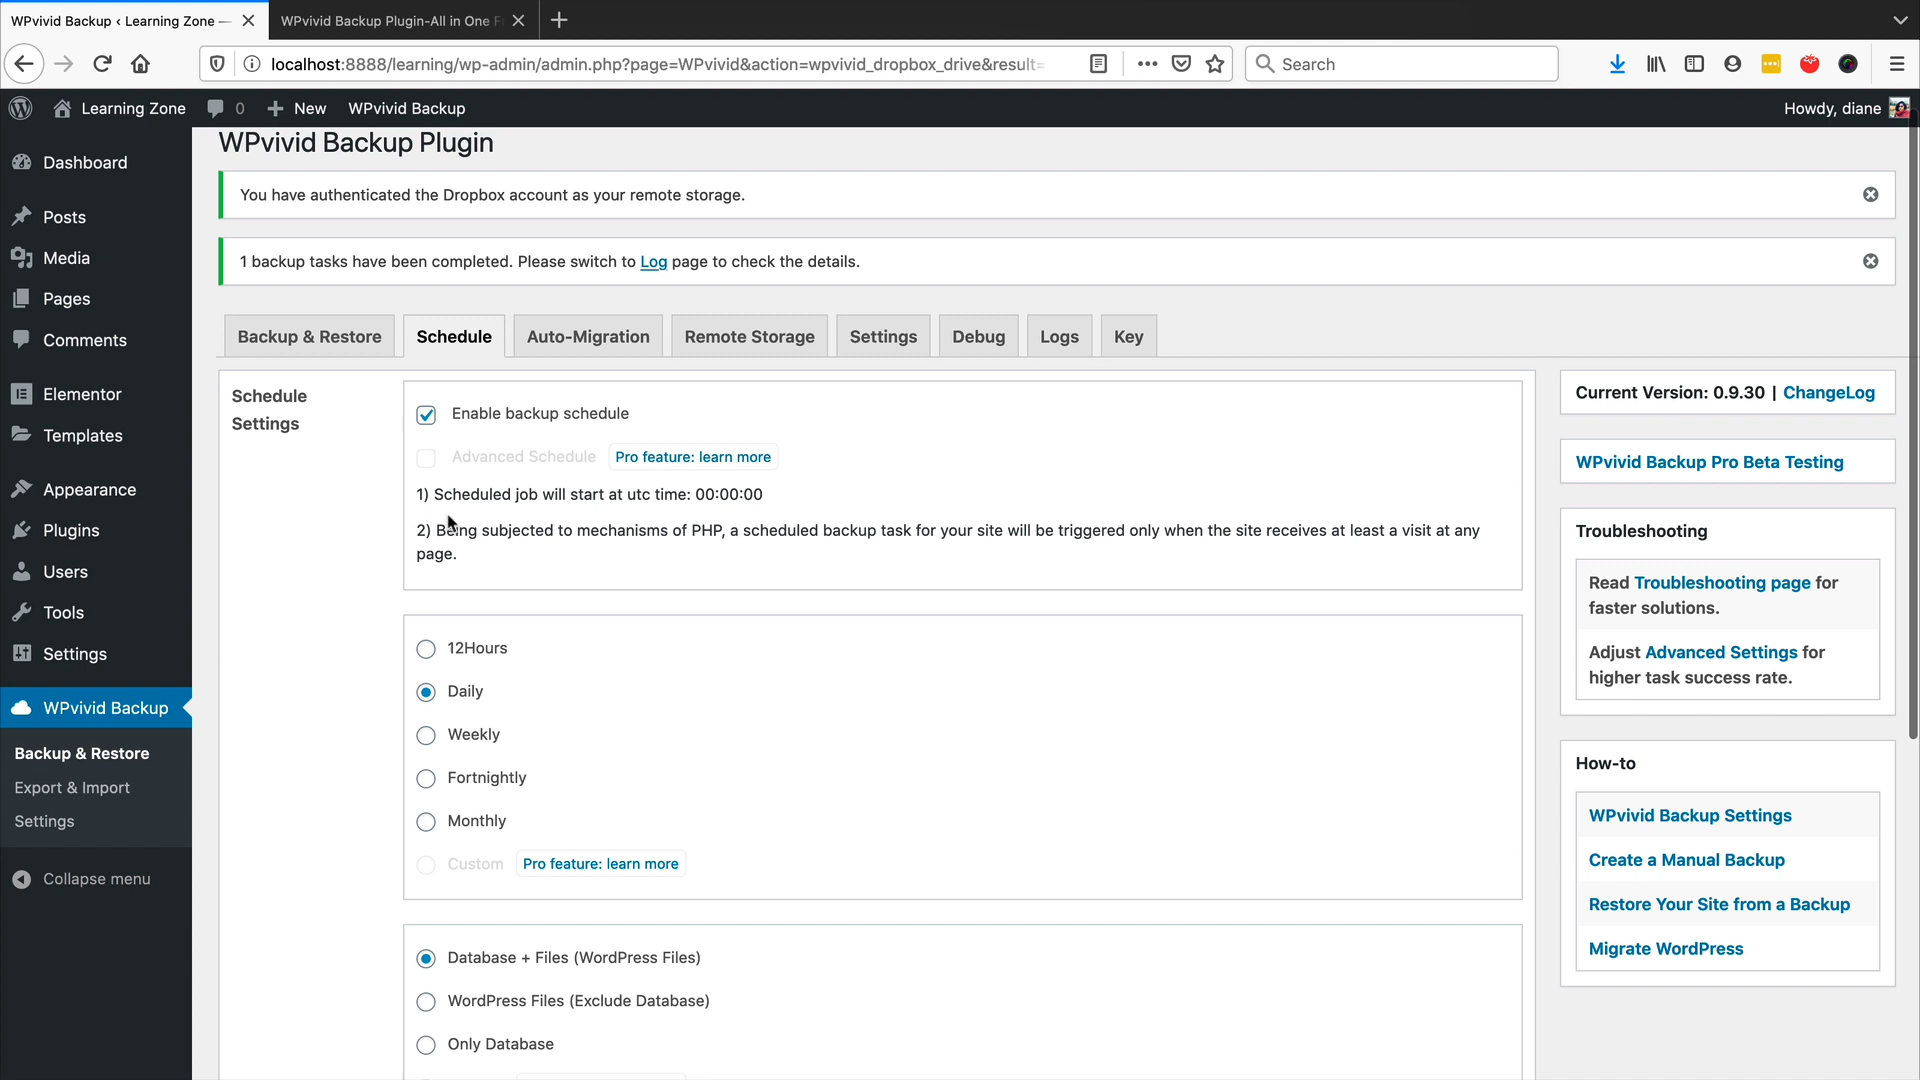 WPvivid Backup ‹ Learning Zone —
WPvivid Backup Plugin-All in One F
localhost:8888/learning/wp-admin/admin.php?page=WPvivid&action=wpvivid_dropbox_drive&result=
Search
Learning Zone
0
New
WPvivid Backup
Howdy, diane
Dashboard
Posts
Media
Pages
Comments
Elementor
Templates
Appearance
Plugins
Users
Tools
Settings
WPvivid Backup
Backup & Restore
Export & Import
Settings
Collapse menu
WPvivid Backup Plugin
You have authenticated the Dropbox account as your remote storage.
1 backup tasks have been completed. Please switch to Log page to check the details.
Backup & Restore
Schedule
Auto-Migration
Remote Storage
Settings
Debug
Logs
Key
Schedule
Settings
Enable backup schedule
Advanced Schedule
Pro feature: learn more
1) Scheduled job will start at utc time: 00:00:00
2) Being subjected to mechanisms of PHP, a scheduled backup task for your site will be triggered only when the site receives at least a visit at any
page.
12Hours
Daily
Weekly
Fortnightly
Monthly
Custom
Pro feature: learn more
Database + Files (WordPress Files)
WordPress Files (Exclude Database)
Only Database
Current Version: 0.9.30 | ChangeLog
WPvivid Backup Pro Beta Testing
Troubleshooting
Read Troubleshooting page for
faster solutions.
Adjust Advanced Settings for
higher task success rate.
How-to
WPvivid Backup Settings
Create a Manual Backup
Restore Your Site from a Backup
Migrate WordPress